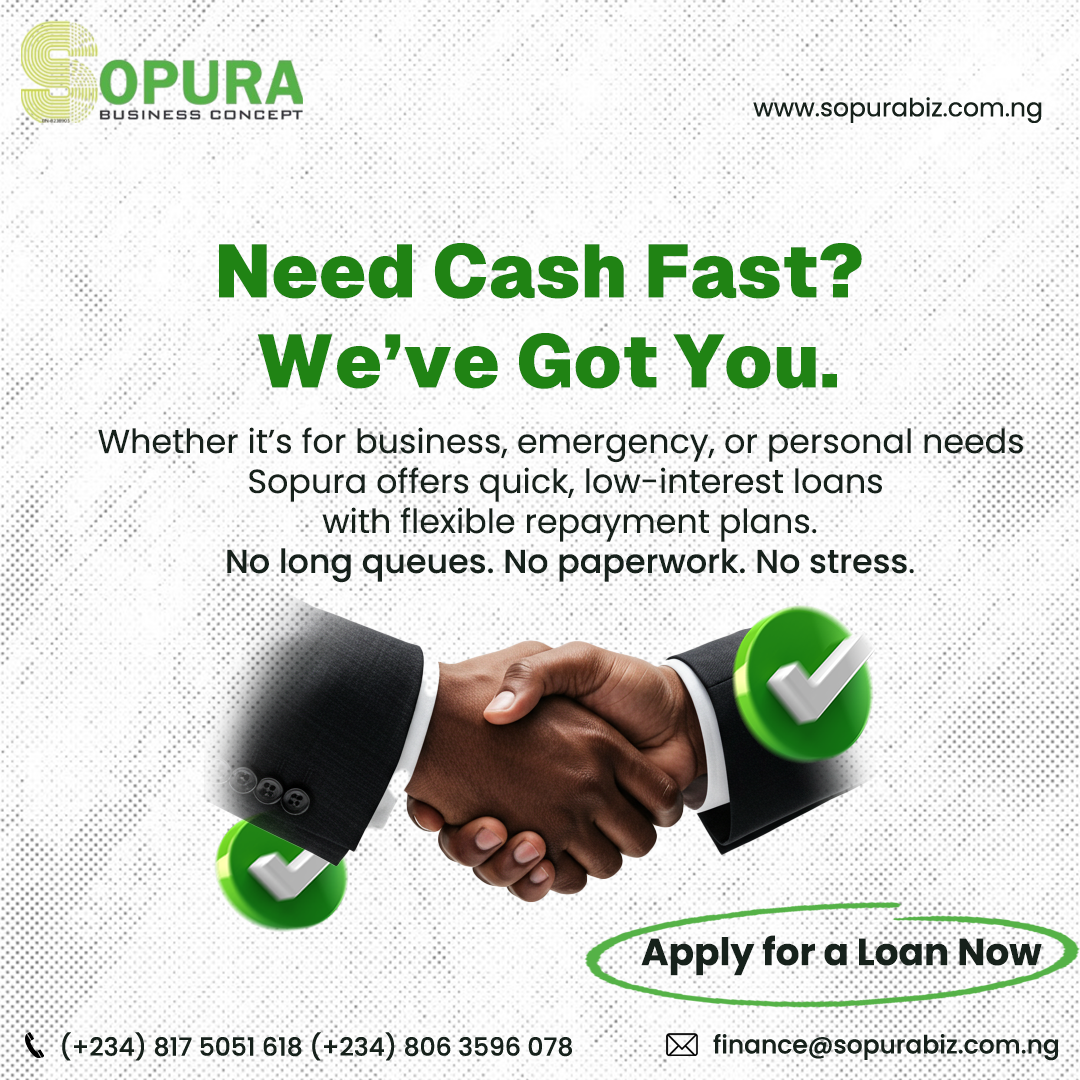 SOPURA
BUSINESS CONCEPT
www.sopurabiz.com.ng
Need Cash Fast?
We’ve Got You.
Whether it’s for business, emergency, or personal needs
Sopura offers quick, low-interest loans
with flexible repayment plans.
No long queues. No paperwork. No stress.
Apply for a Loan Now
(+234) 817 5051 618 (+234) 806 3596 078
finance@sopurabiz.com.ng